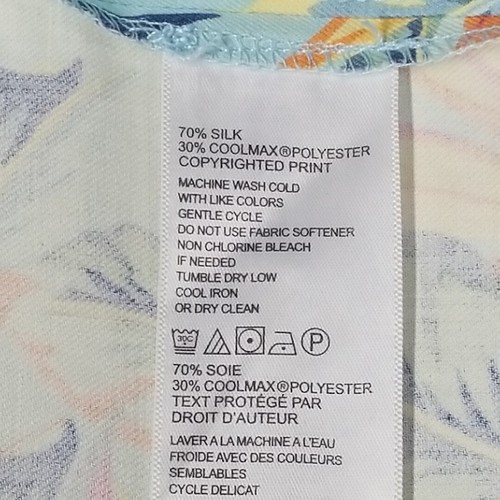 70% SILK
30% COOLMAX®POLYESTER
COPYRIGHTED PRINT
MACHINE WASH COLD
WITH LIKE COLORS
GENTLE CYCLE
DO NOT USE FABRIC SOFTENER
NON CHLORINE BLEACH
IF NEEDED
TUMBLE DRY LOW
COOL IRON
OR DRY CLEAN
30C P
70% SOIE
30% COOLMAX®POLYESTER
TEXT PROTÉGÉ PAR
DROIT D'AUTEUR
LAVER A LA MACHINE A L'EAU
FROIDE AVEC DES COULEURS
SEMBLABLES
CYCLE DELICAT